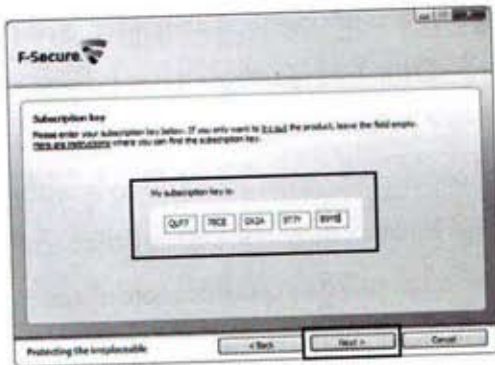 F-Secure.
Subscription key
Please enter your subscription key below. If you only want to try out the product, leave the field empty.
Here are instructions where you can find the subscription key.
My subscription key is:
Protecting the irreplaceable
< Back
Next >
Cancel